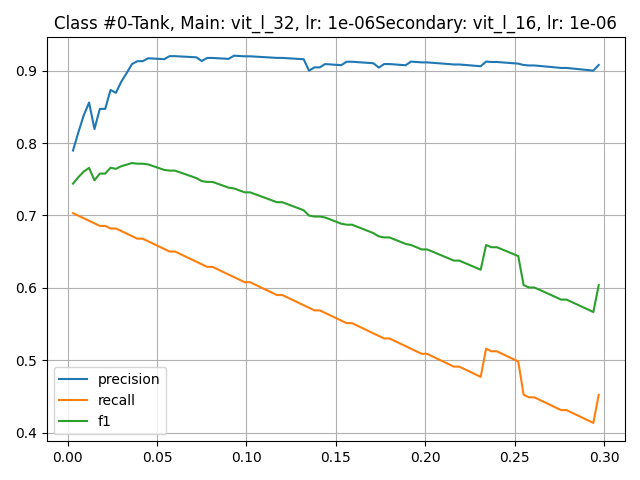 Class #0-Tank, Main: vit_l_32, lr: 1e-06Secondary: vit_l_16, lr: 1e-06
0.9
0.8
0.7
0.6
0.5
0.4
precision
recall
f1
0.00 0.05 0.10 0.15 0.20 0.25 0.30